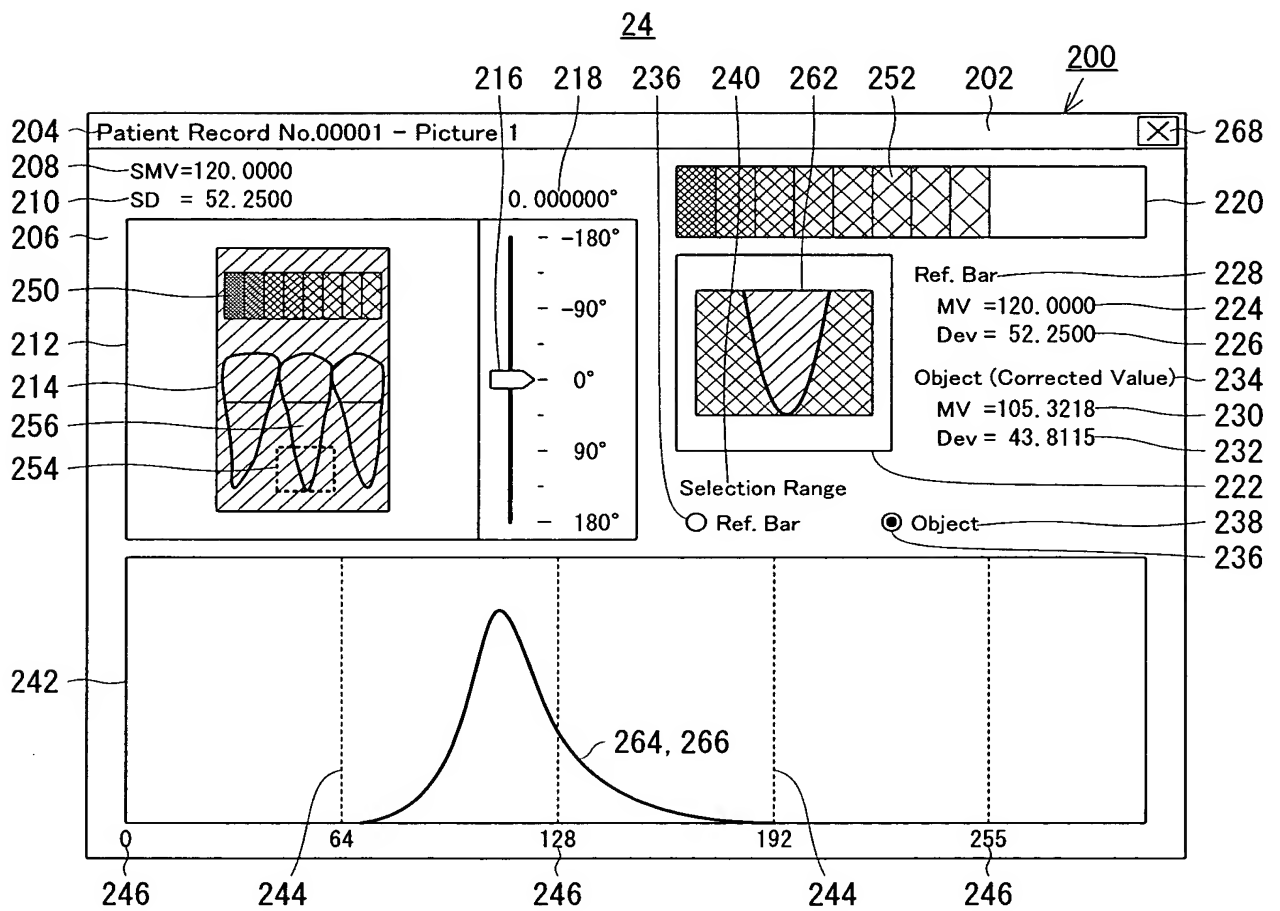 24
200
216 218 236 240 262 252 202
204 Patient Record No.00001 - Picture 1 268
208 SMV=120.0000
210 SD = 52.2500 0.000000° 220
206 -180°
250 -90° Ref. Bar 228
MV =120.0000 224
212 Dev = 52.2500 226
214 0° Object (Corrected Value) 234
256 MV =105.3218 230
254 90° Dev = 43.8115 232
Selection Range 222
180° Ref. Bar Object 238
236
242
264, 266
0 64 128 192 255
246 244 246 244 246